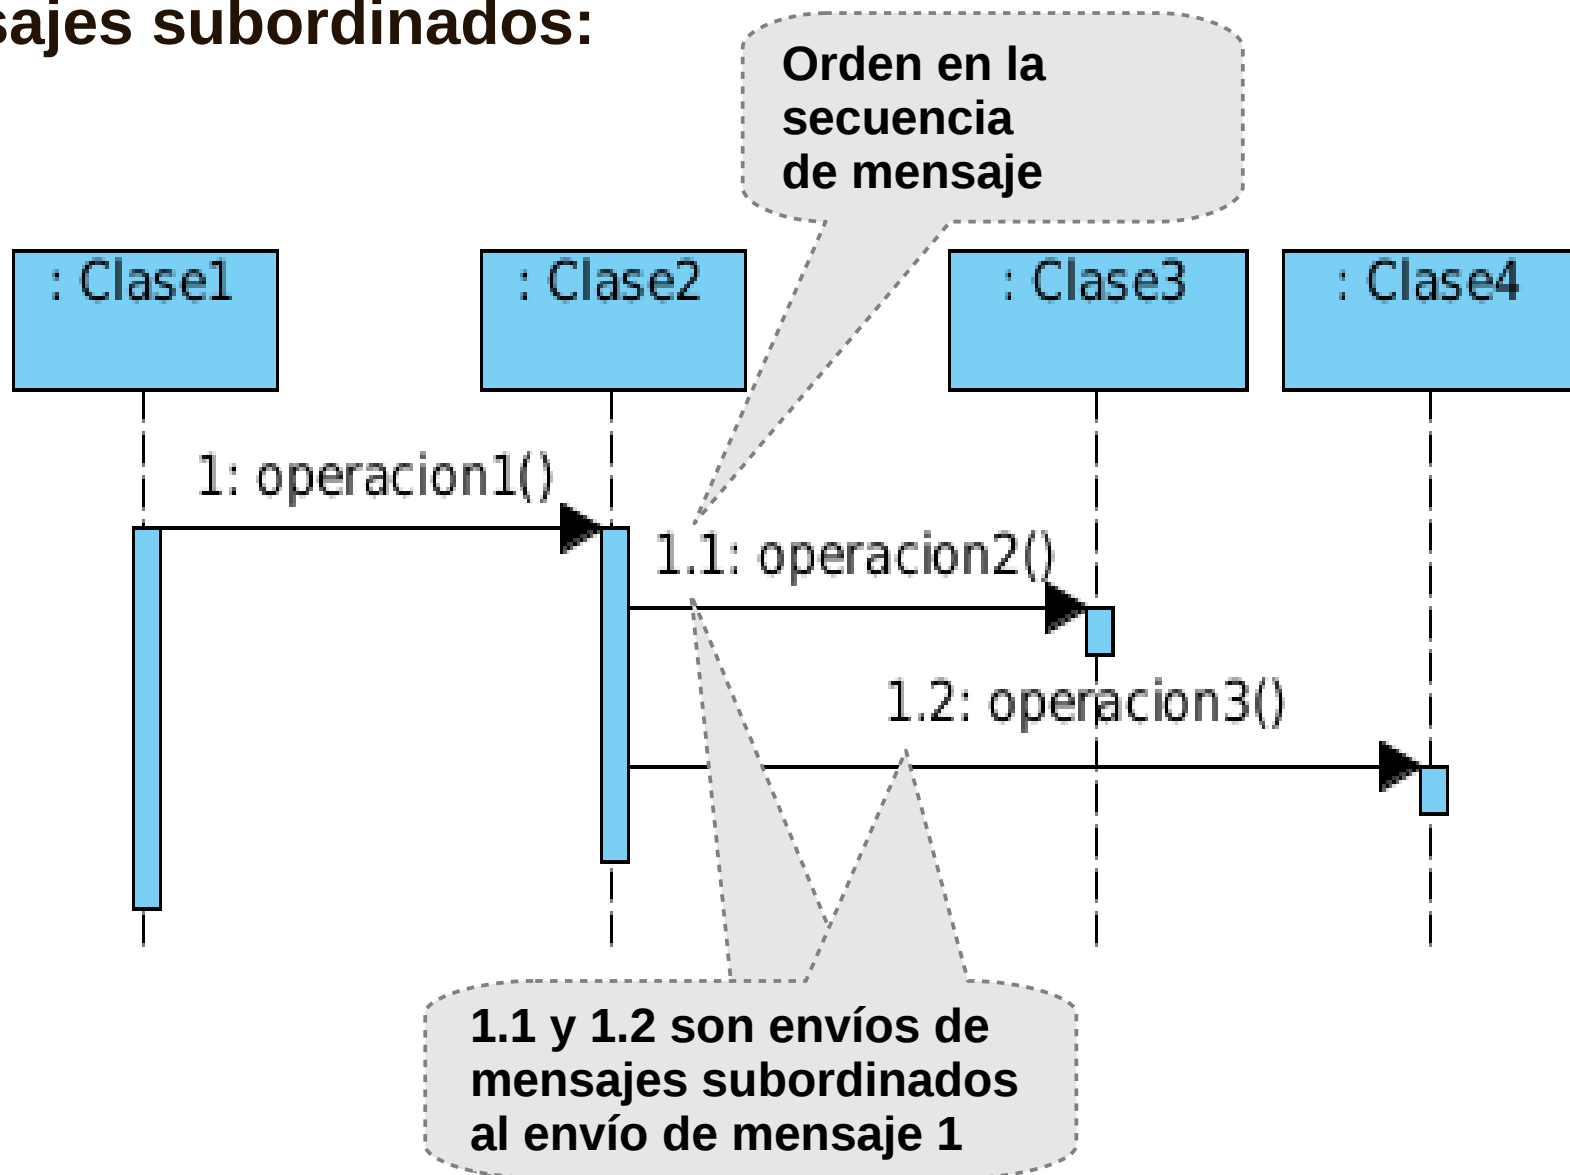 sajes subordinados:
Orden en la
secuencia
de mensaje
: Clase1
: Clase2
: Clase3
: Clase4
1: operacion1()
1.1: operacion2()
1.2: operacion3()
1.1 y 1.2 son envíos de
mensajes subordinados
al envío de mensaje 1